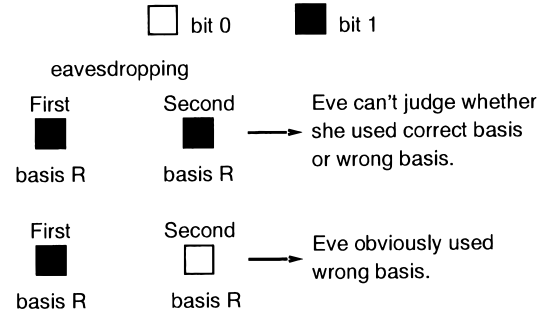 bit 0 bit 1
eavesdropping
First Second
Eve can't judge whether
she used correct basis
or wrong basis.
basis R basis R
First Second
Eve obviously used
wrong basis.
basis R basis R